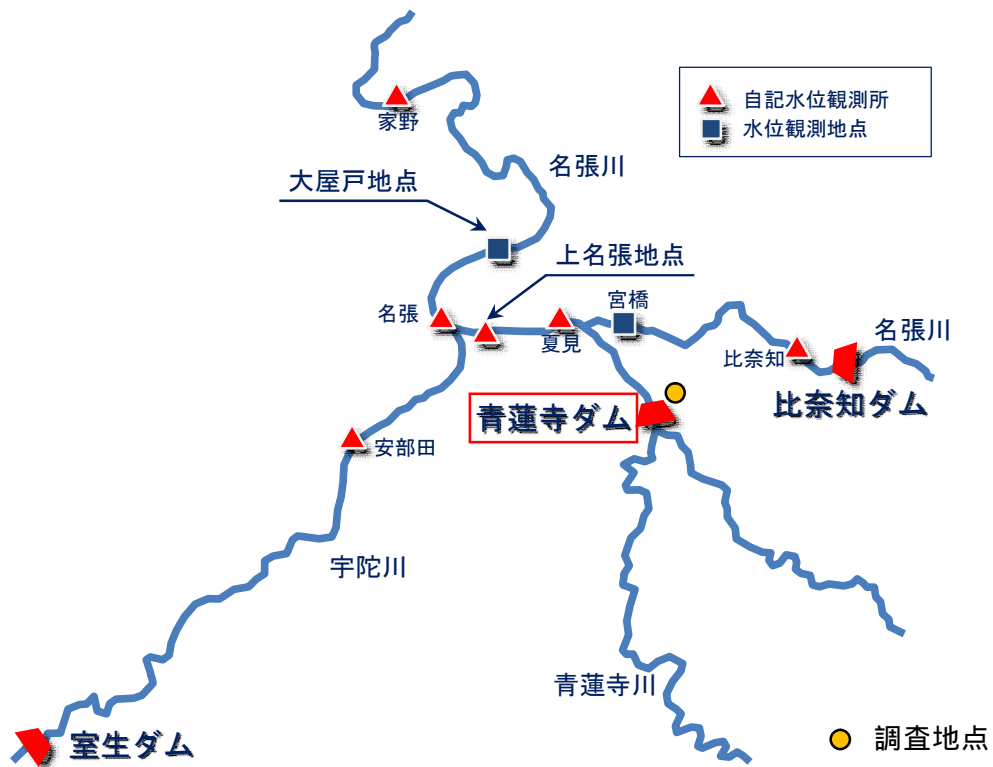 家野
自記水位観測所
水位観測地点
名張川
大屋戸地点
上名張地点
宮橋
名張
夏見
比奈知
名張川
比奈知ダム
青蓮寺ダム
安部田
宇陀川
青蓮寺川
室生ダム
調査地点